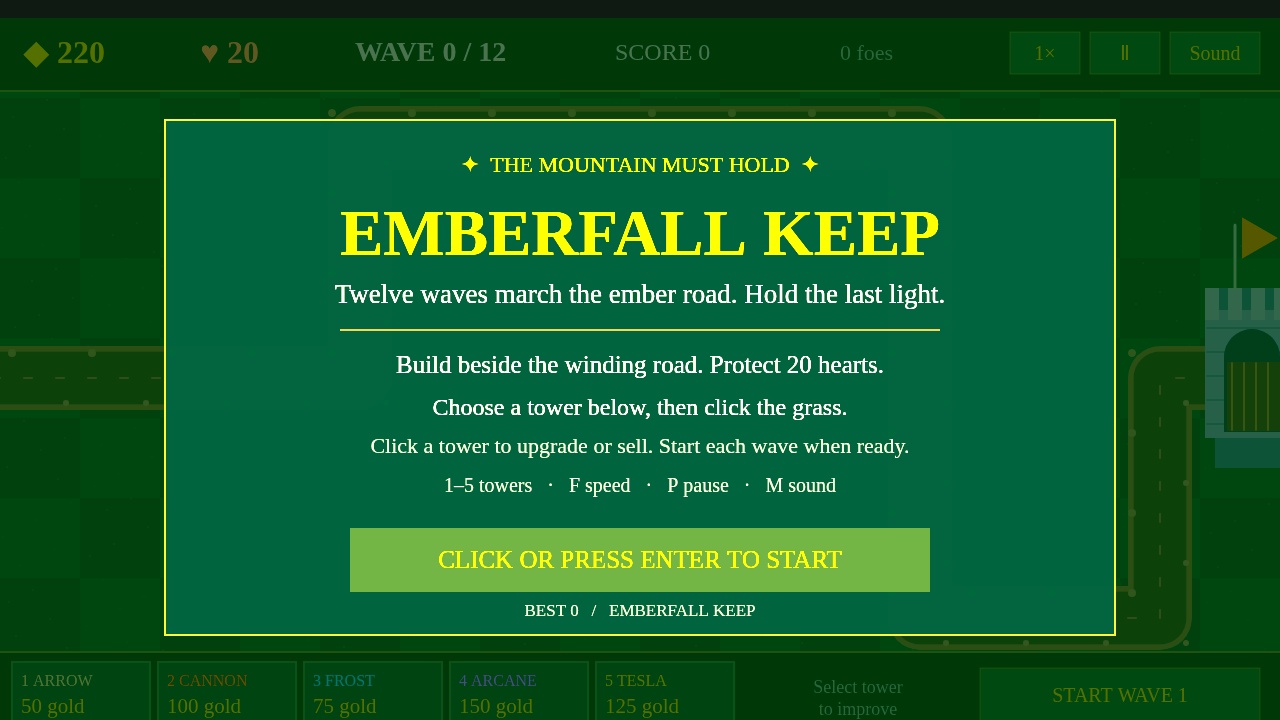 ◆ 220 ♥ 20 WAVE 0 / 12 SCORE 0 0 foes 1× Ⅱ Sound
✦ THE MOUNTAIN MUST HOLD ✦
EMBERFALL KEEP
Twelve waves march the ember road. Hold the last light.
Build beside the winding road. Protect 20 hearts.
Choose a tower below, then click the grass.
Click a tower to upgrade or sell. Start each wave when ready.
1–5 towers · F speed · P pause · M sound
CLICK OR PRESS ENTER TO START
BEST 0 / EMBERFALL KEEP
1 ARROW
50 gold
2 CANNON
100 gold
3 FROST
75 gold
4 ARCANE
150 gold
5 TESLA
125 gold
Select tower
to improve
START WAVE 1